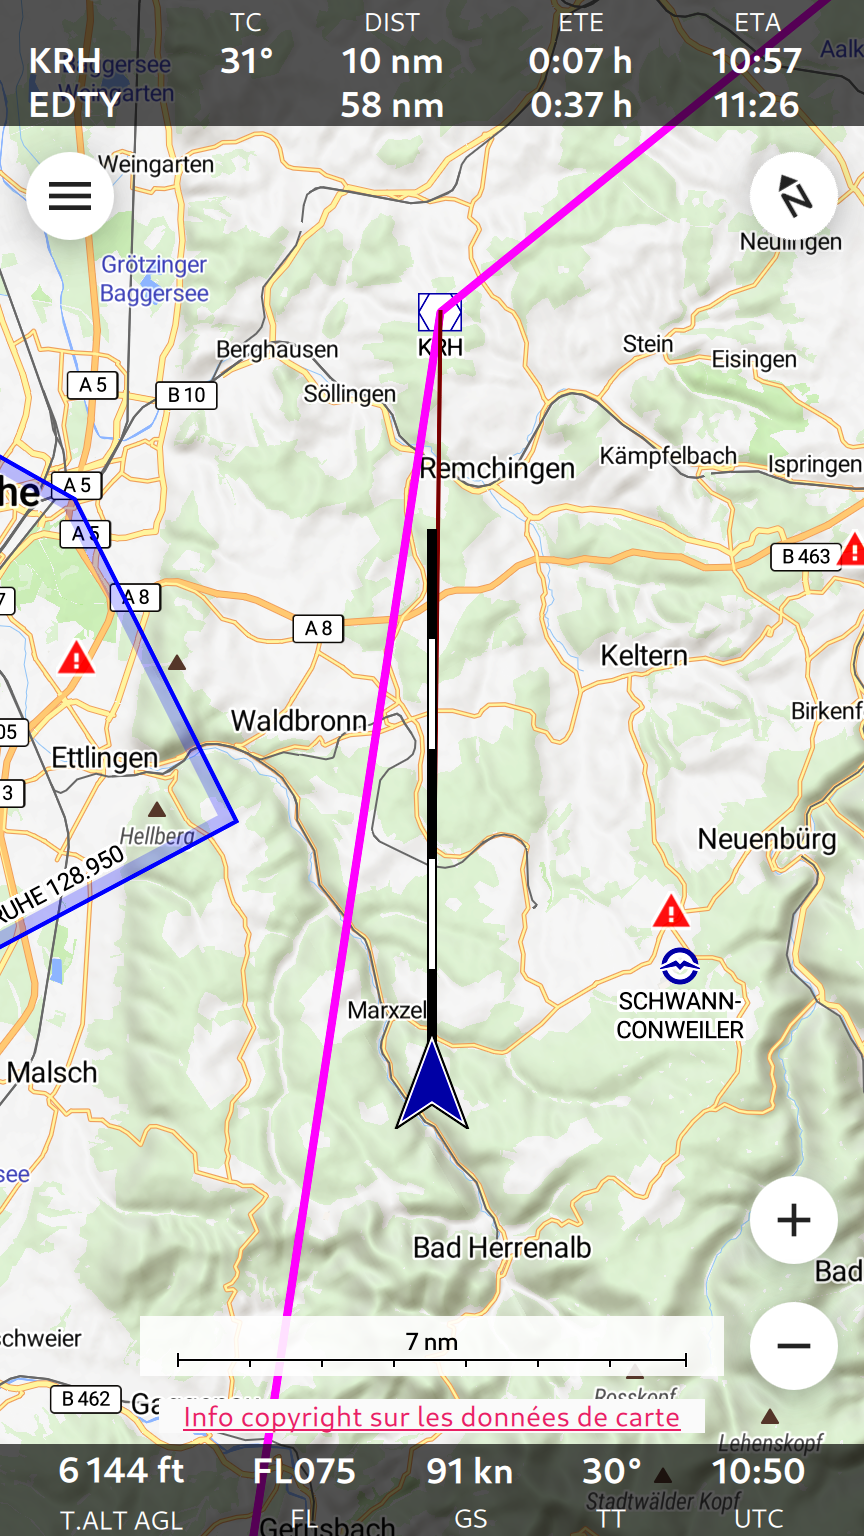 TC DIST ETE ETA
KRH 31° 10 nm 0:07 h 10:57
EDTY 58 nm 0:37 h 11:26
Baggersee
Weingarten
Aalk
Weingarten
N
Neulingen
Grötzinger
Baggersee
KRH
Berghausen
Stein
Eisingen
A 5
B 10
Söllingen
Remchingen
Kämpfelbach
Ispringen
he
A 5
A 5
B 463
7
A 8
A 8
Keltern
Birkenf
Waldbronn
05
Ettlingen
3
Hellberg
Neuenbürg
RUHE 128.950
SCHWANN-
CONWEILER
Marxzel
Malsch
see
Bad Herrenalb
Bad
schweier
7 nm
B 462
Rosskopf
Info copyright sur les données de carte
Lehenskopf
6 144 ft FL075 91 kn 30° 10:50
Stadtwälder Kopf
T.ALT AGL FL GS TT UTC
Gernsbach